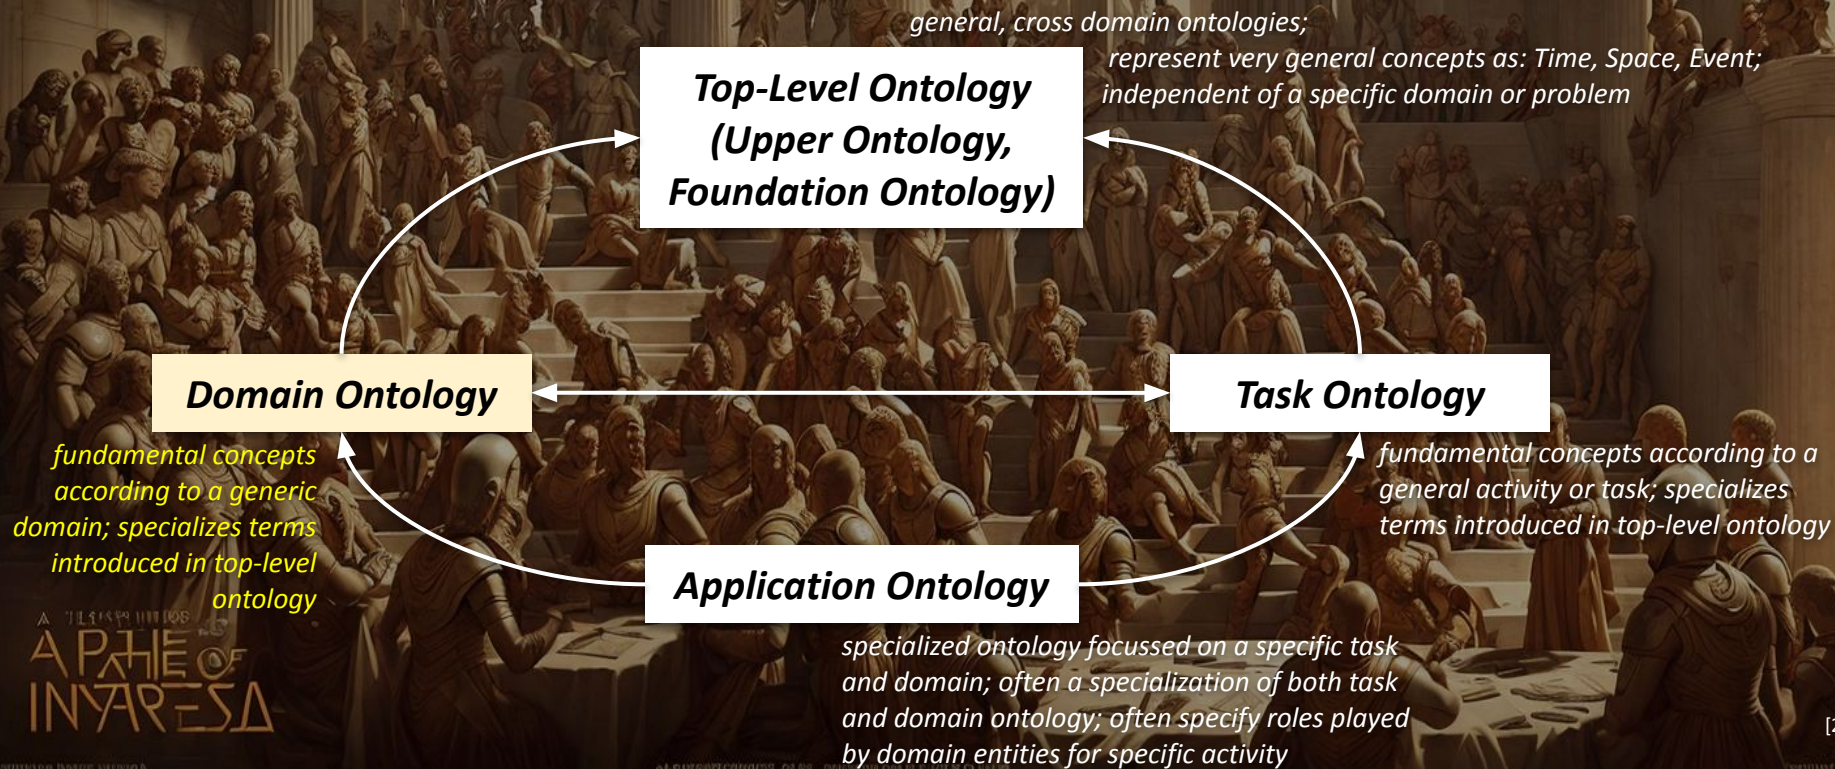 general, cross domain ontologies;
represent very general concepts as: Time, Space, Event;
independent of a specific domain or problem
Top-Level Ontology
(Upper Ontology,
Foundation Ontology)
Domain Ontology
Task Ontology
fundamental concepts
according to a generic
domain; specializes terms
introduced in top-level
ontology
fundamental concepts according to a
general activity or task; specializes
terms introduced in top-level ontology
Application Ontology
specialized ontology focussed on a specific task
and domain; often a specialization of both task
and domain ontology; often specify roles played
by domain entities for specific activity
[2